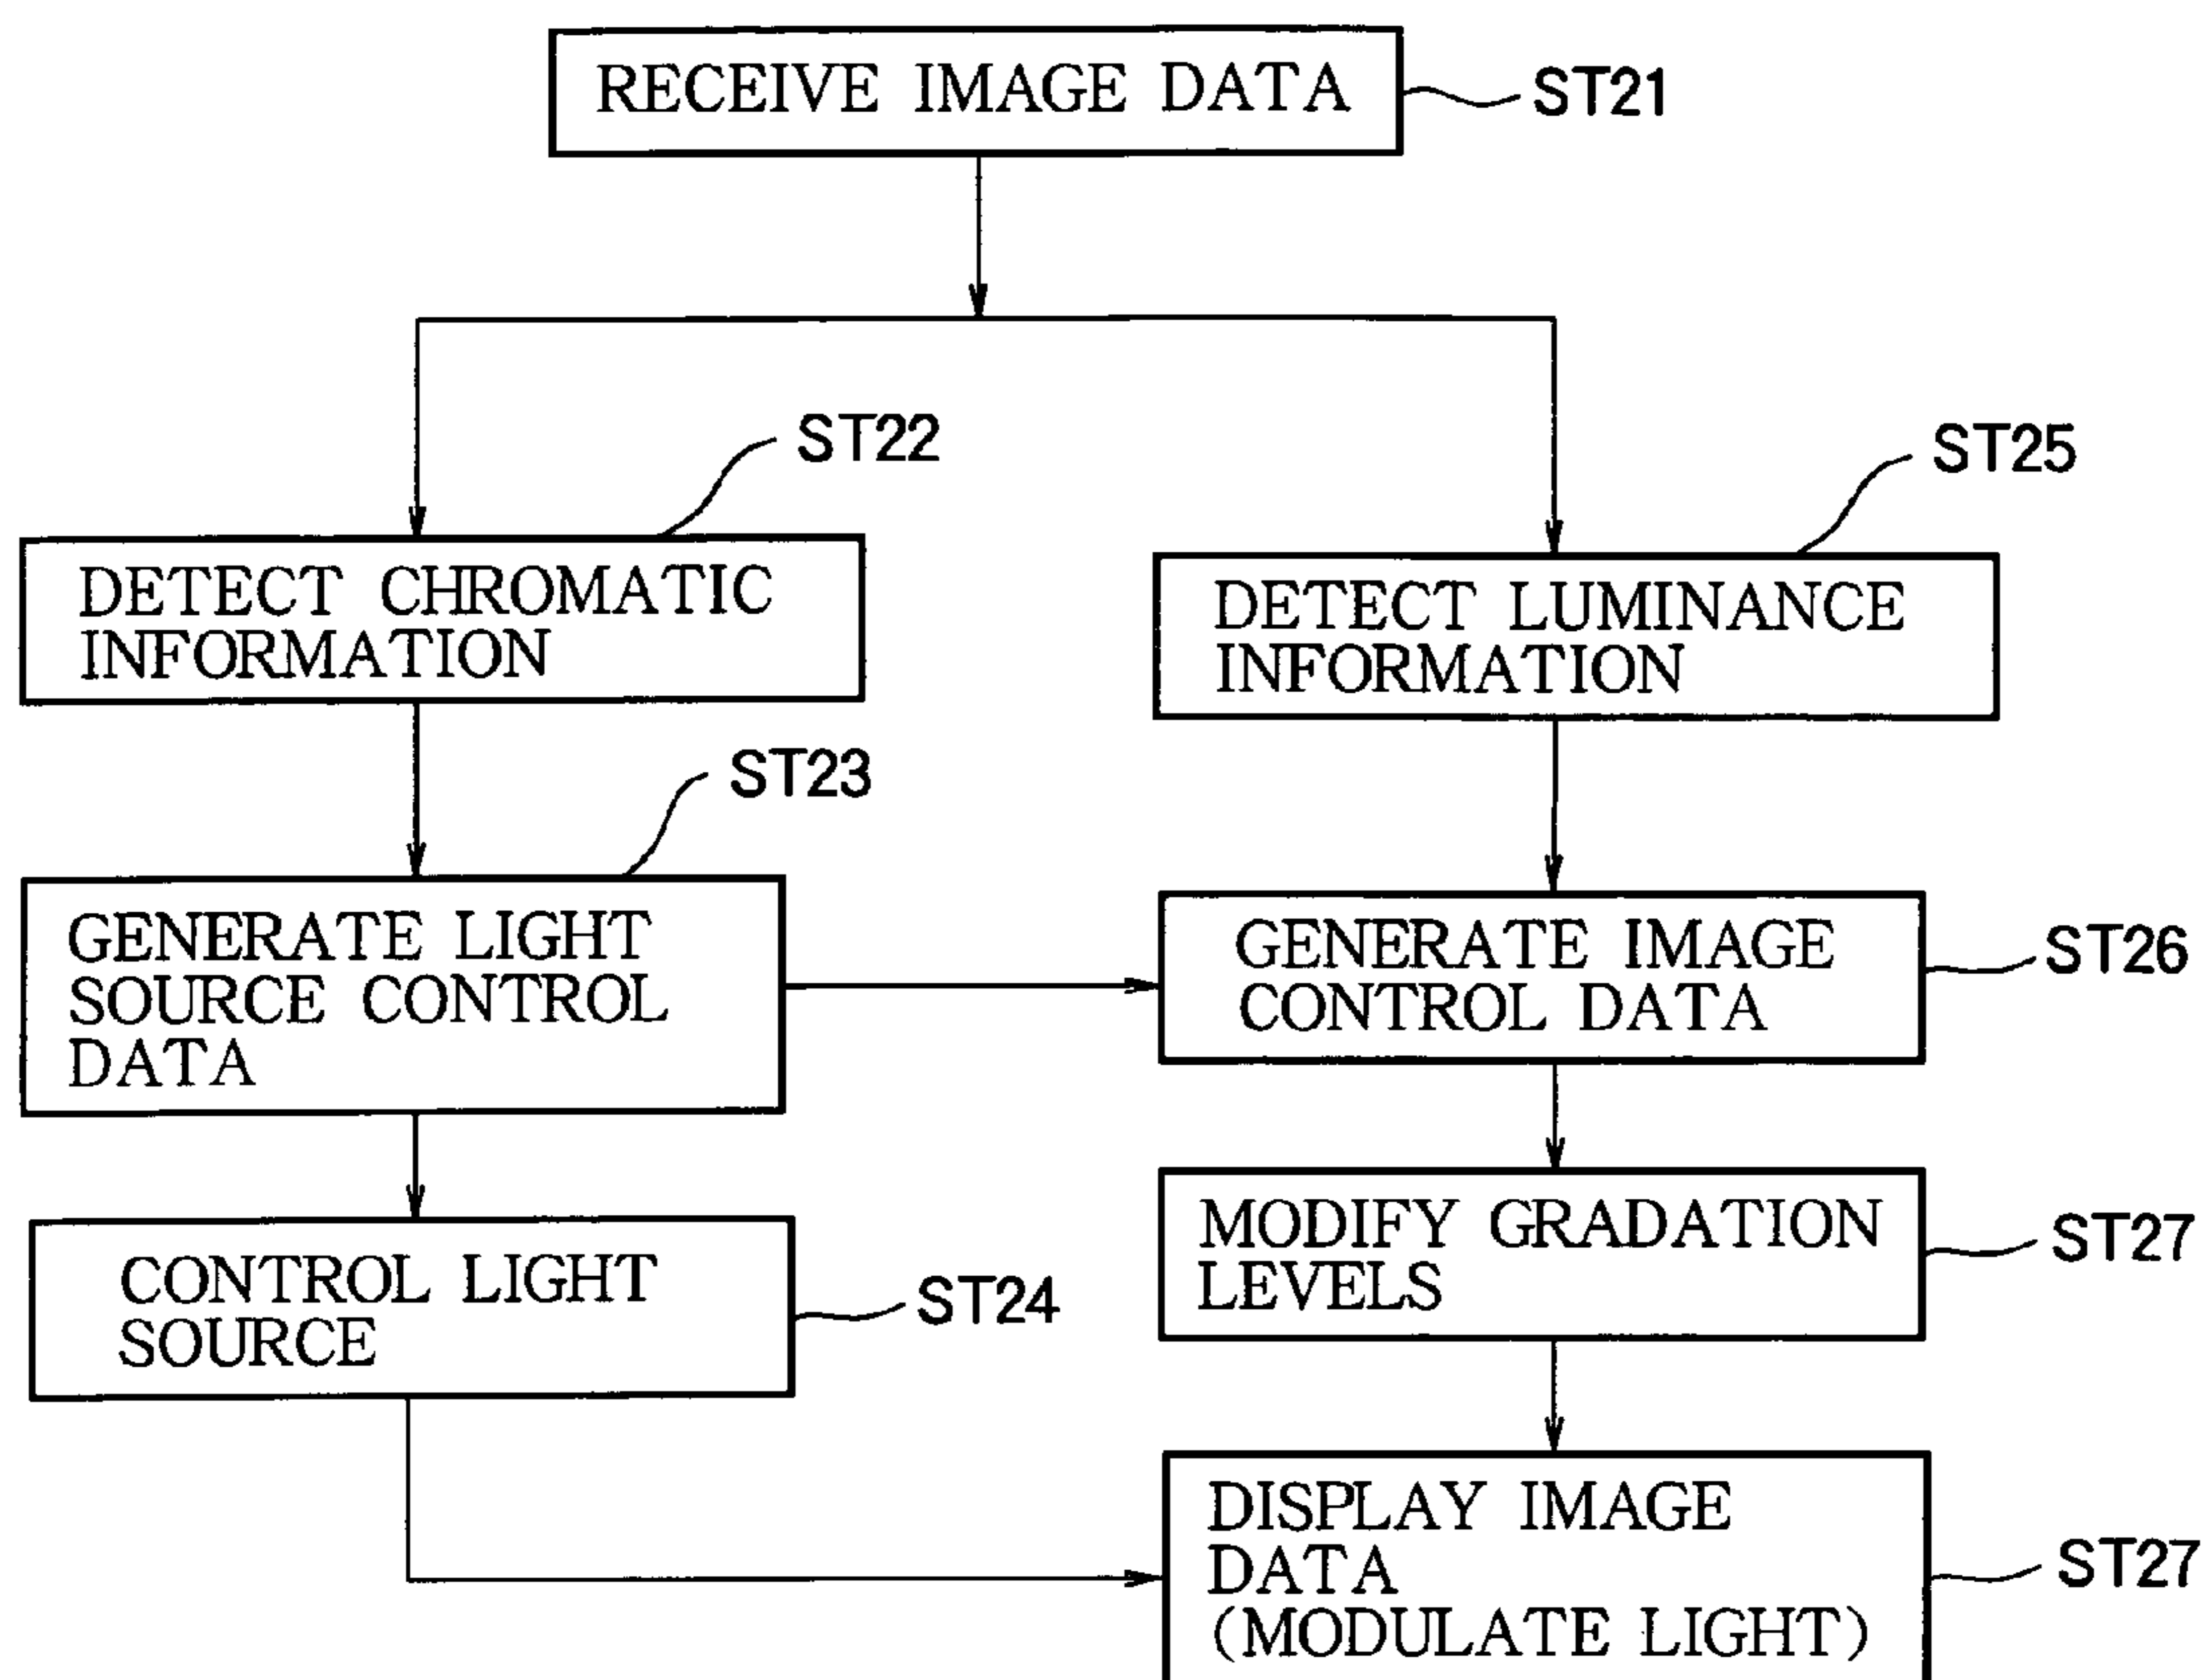 RECEIVE IMAGE DATA
ST21
ST22
DETECT CHROMATIC
INFORMATION
ST25
DETECT LUMINANCE
INFORMATION
ST23
GENERATE LIGHT
SOURCE CONTROL
DATA
GENERATE IMAGE
CONTROL DATA
ST26
CONTROL LIGHT
SOURCE
ST24
MODIFY GRADATION
LEVELS
ST27
DISPLAY IMAGE
DATA
(MODULATE LIGHT)
ST27